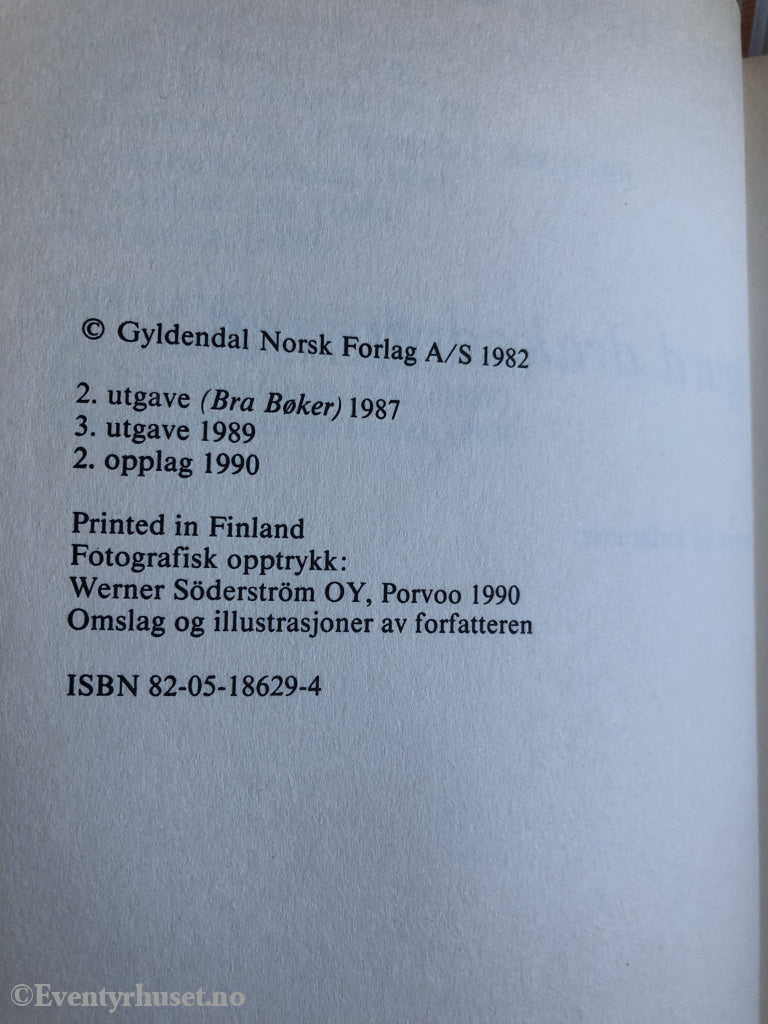 © Gyldendal Norsk Forlag A/S 1982
2. utgave (Bra Bøker) 1987
3. utgave 1989
2. opplag 1990
Printed in Finland
Fotografisk opptrykk:
Werner Söderström OY, Porvoo 1990
Omslag og illustrasjoner av forfatteren
ISBN 82-05-18629-4
©Eventyrhuset.no